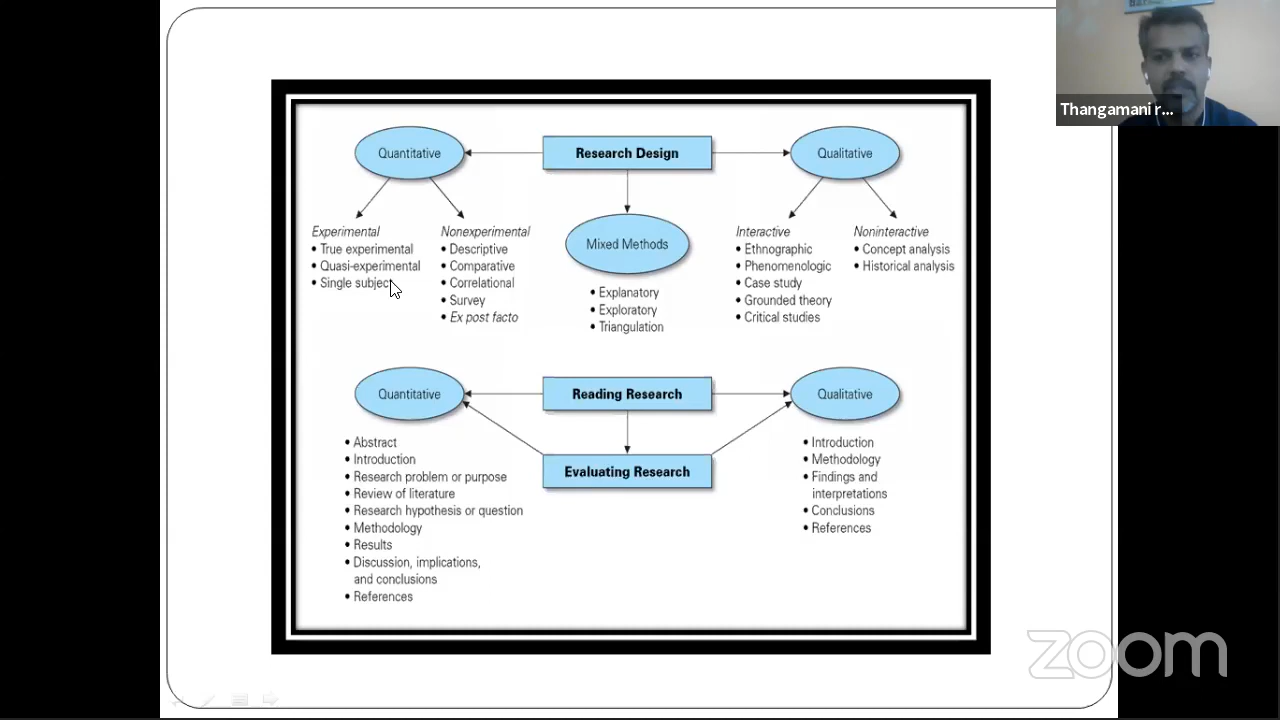 Thangamani r...
Quantitative
Research Design
Qualitative
Experimental
• True experimental
• Quasi-experimental
• Single subject
Nonexperimental
• Descriptive
• Comparative
• Correlational
• Survey
• Ex post facto
Mixed Methods
• Explanatory
• Exploratory
• Triangulation
Interactive
• Ethnographic
• Phenomenologic
• Case study
• Grounded theory
• Critical studies
Noninteractive
• Concept analysis
• Historical analysis
Quantitative
Reading Research
Qualitative
Evaluating Research
• Abstract
• Introduction
• Research problem or purpose
• Review of literature
• Research hypothesis or question
• Methodology
• Results
• Discussion, implications,
and conclusions
• References
• Introduction
• Methodology
• Findings and
interpretations
• Conclusions
• References
zoom